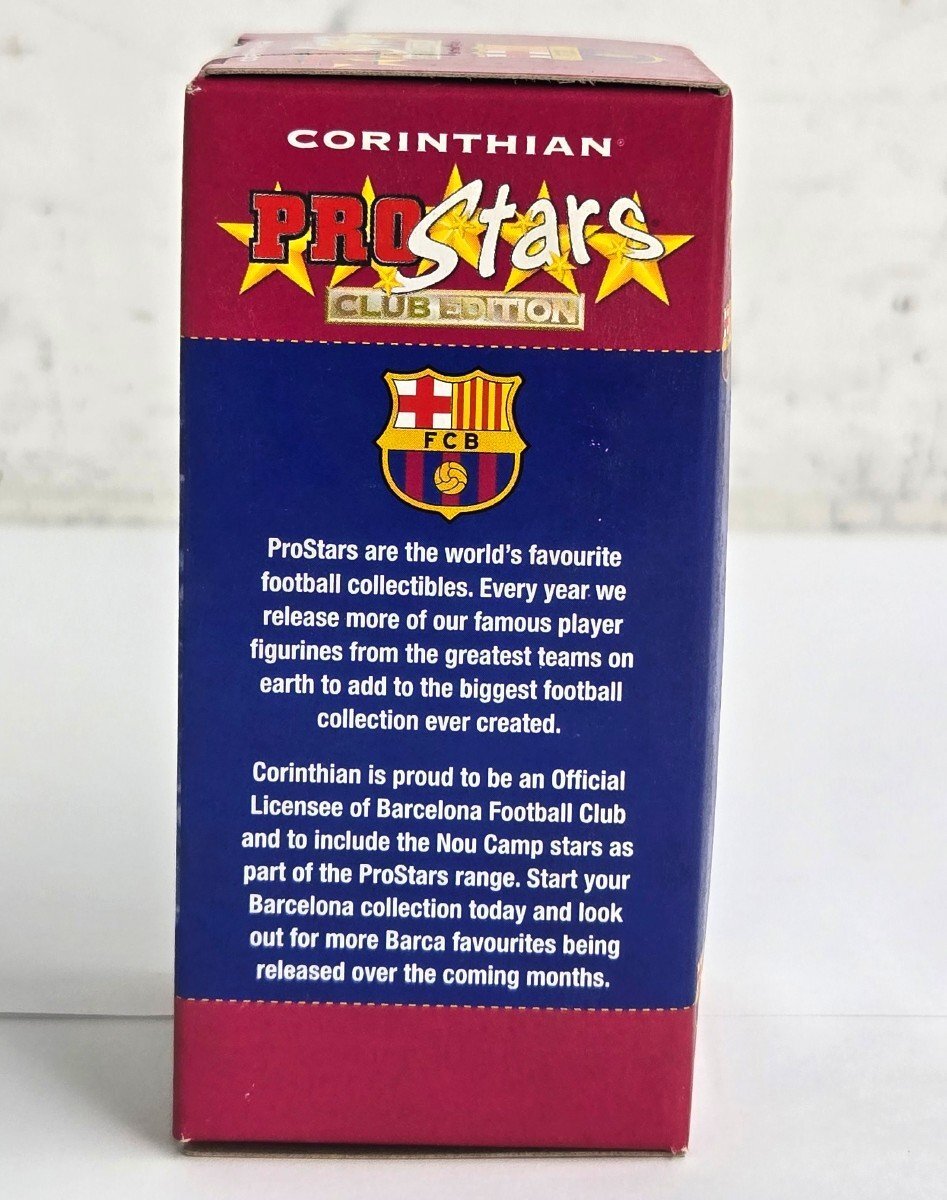 CORINTHIAN
PROStars
CLUB EDITION
FCB
ProStars are the world's favourite
football collectibles. Every year we
release more of our famous player
figurines from the greatest teams on
earth to add to the biggest football
collection ever created.
Corinthian is proud to be an Official
Licensee of Barcelona Football Club
and to include the Nou Camp stars as
part of the ProStars range. Start your
Barcelona collection today and look
out for more Barca favourites being
released over the coming months.